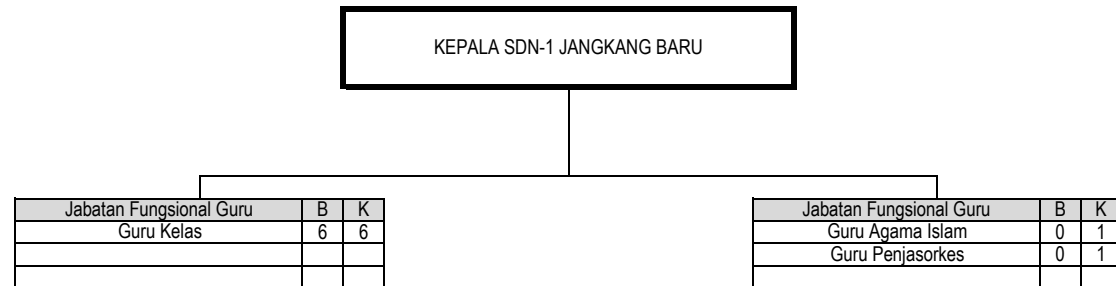 KEPALA SDN-1 JANGKANG BARU
Jabatan Fungsional Guru B K
Guru Kelas 6 6
Jabatan Fungsional Guru B K
Guru Agama Islam 0 1
Guru Penjasorkes 0 1